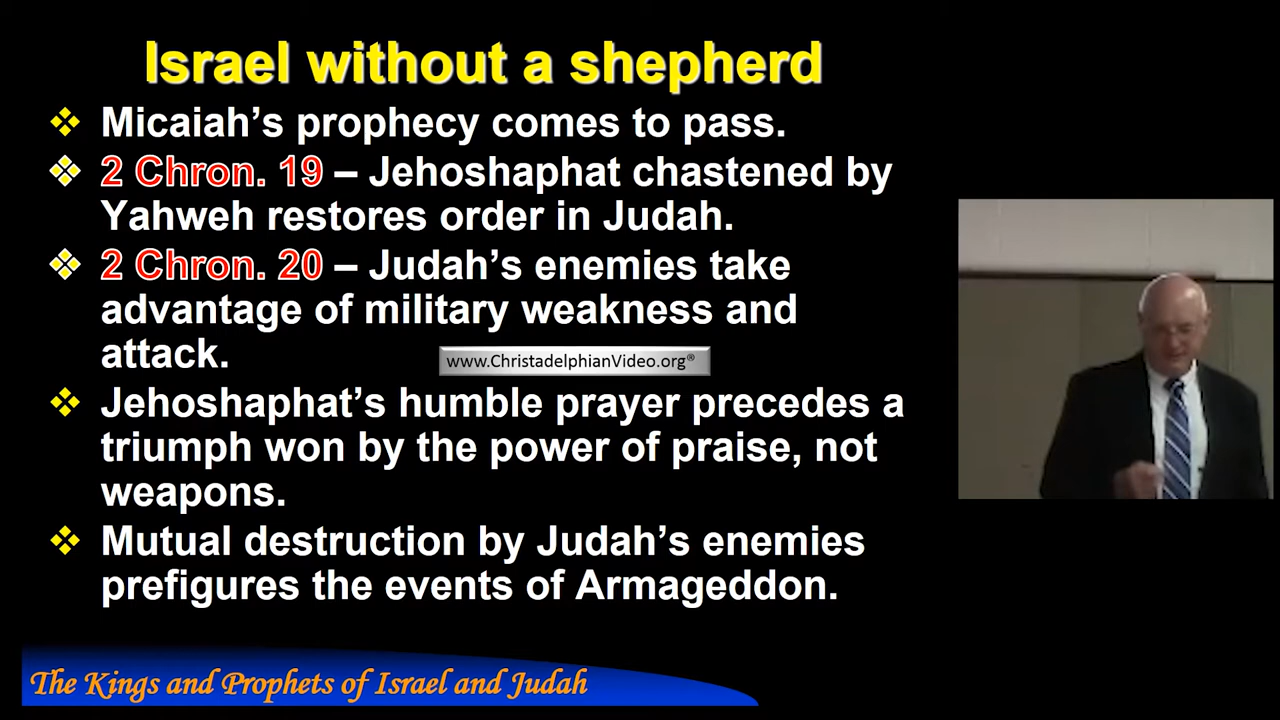 Israel without a shepherd
❖ Micaiah’s prophecy comes to pass.
❖ 2 Chron. 19 – Jehoshaphat chastened by
Yahweh restores order in Judah.
❖ 2 Chron. 20 – Judah’s enemies take
advantage of military weakness and
attack.
www.ChristadelphianVideo.org®
❖ Jehoshaphat’s humble prayer precedes a
triumph won by the power of praise, not
weapons.
❖ Mutual destruction by Judah’s enemies
prefigures the events of Armageddon.
The Kings and Prophets of Israel and Judah